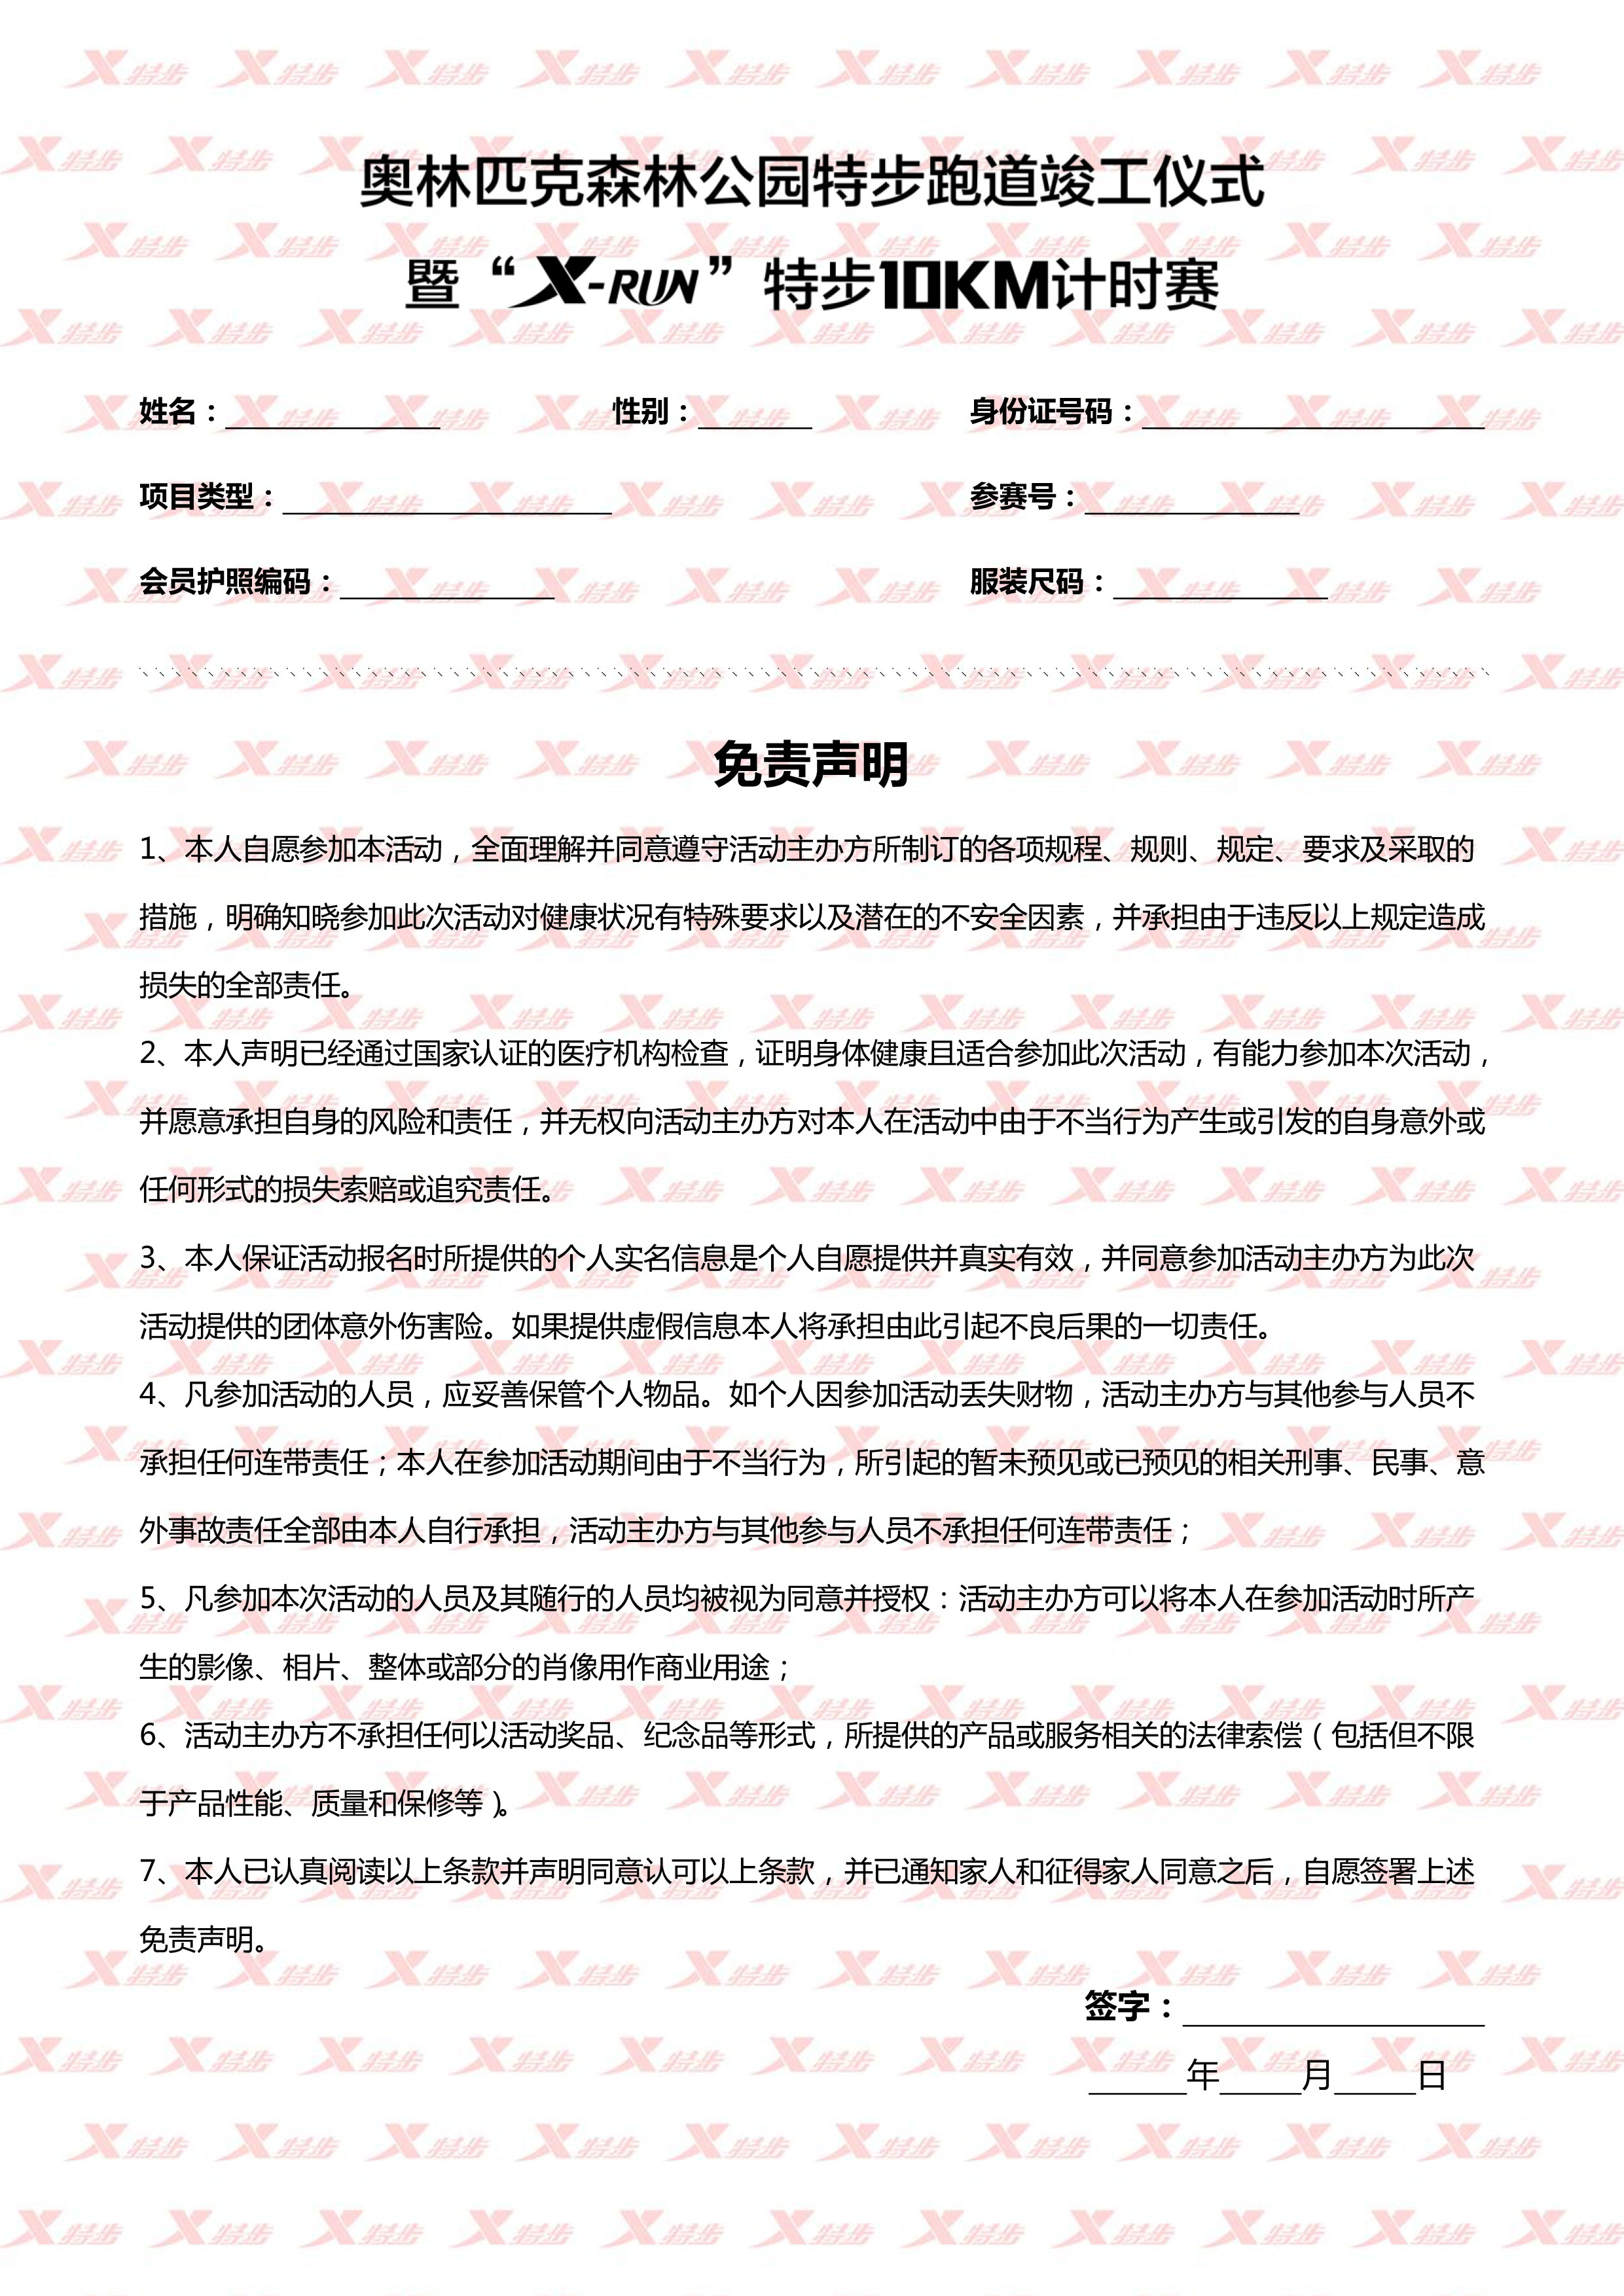 奥林匹克森林公园特步跑道竣工仪式
暨“X-RUN”特步10KM计时赛
姓名：_______________ 性别：________ 身份证号码：________________________
项目类型：_______________________ 参赛号：_______________
会员护照编码：_______________ 服装尺码：_______________
免责声明
1、本人自愿参加本活动，全面理解并同意遵守活动主办方所制订的各项规程、规则、规定、要求及采取的
措施，明确知晓参加此次活动对健康状况有特殊要求以及潜在的不安全因素，并承担由于违反以上规定造成
损失的全部责任。
2、本人声明已经通过国家认证的医疗机构检查，证明身体健康且适合参加此次活动，有能力参加本次活动，
并愿意承担自身的风险和责任，并无权向活动主办方对本人在活动中由于不当行为产生或引发的自身意外或
任何形式的损失索赔或追究责任。
3、本人保证活动报名时所提供的个人实名信息是个人自愿提供并真实有效，并同意参加活动主办方为此次
活动提供的团体意外伤害险。如果提供虚假信息本人将承担由此引起不良后果的一切责任。
4、凡参加活动的人员，应妥善保管个人物品。如个人因参加活动丢失财物，活动主办方与其他参与人员不
承担任何连带责任；本人在参加活动期间由于不当行为，所引起的暂未预见或已预见的相关刑事、民事、意
外事故责任全部由本人自行承担，活动主办方与其他参与人员不承担任何连带责任；
5、凡参加本次活动的人员及其随行的人员均被视为同意并授权：活动主办方可以将本人在参加活动时所产
生的影像、相片、整体或部分的肖像用作商业用途；
6、活动主办方不承担任何以活动奖品、纪念品等形式，所提供的产品或服务相关的法律索偿（包括但不限
于产品性能、质量和保修等）。
7、本人已认真阅读以上条款并声明同意认可以上条款，并已通知家人和征得家人同意之后，自愿签署上述
免责声明。
签字：__________________
______年_____月_____日